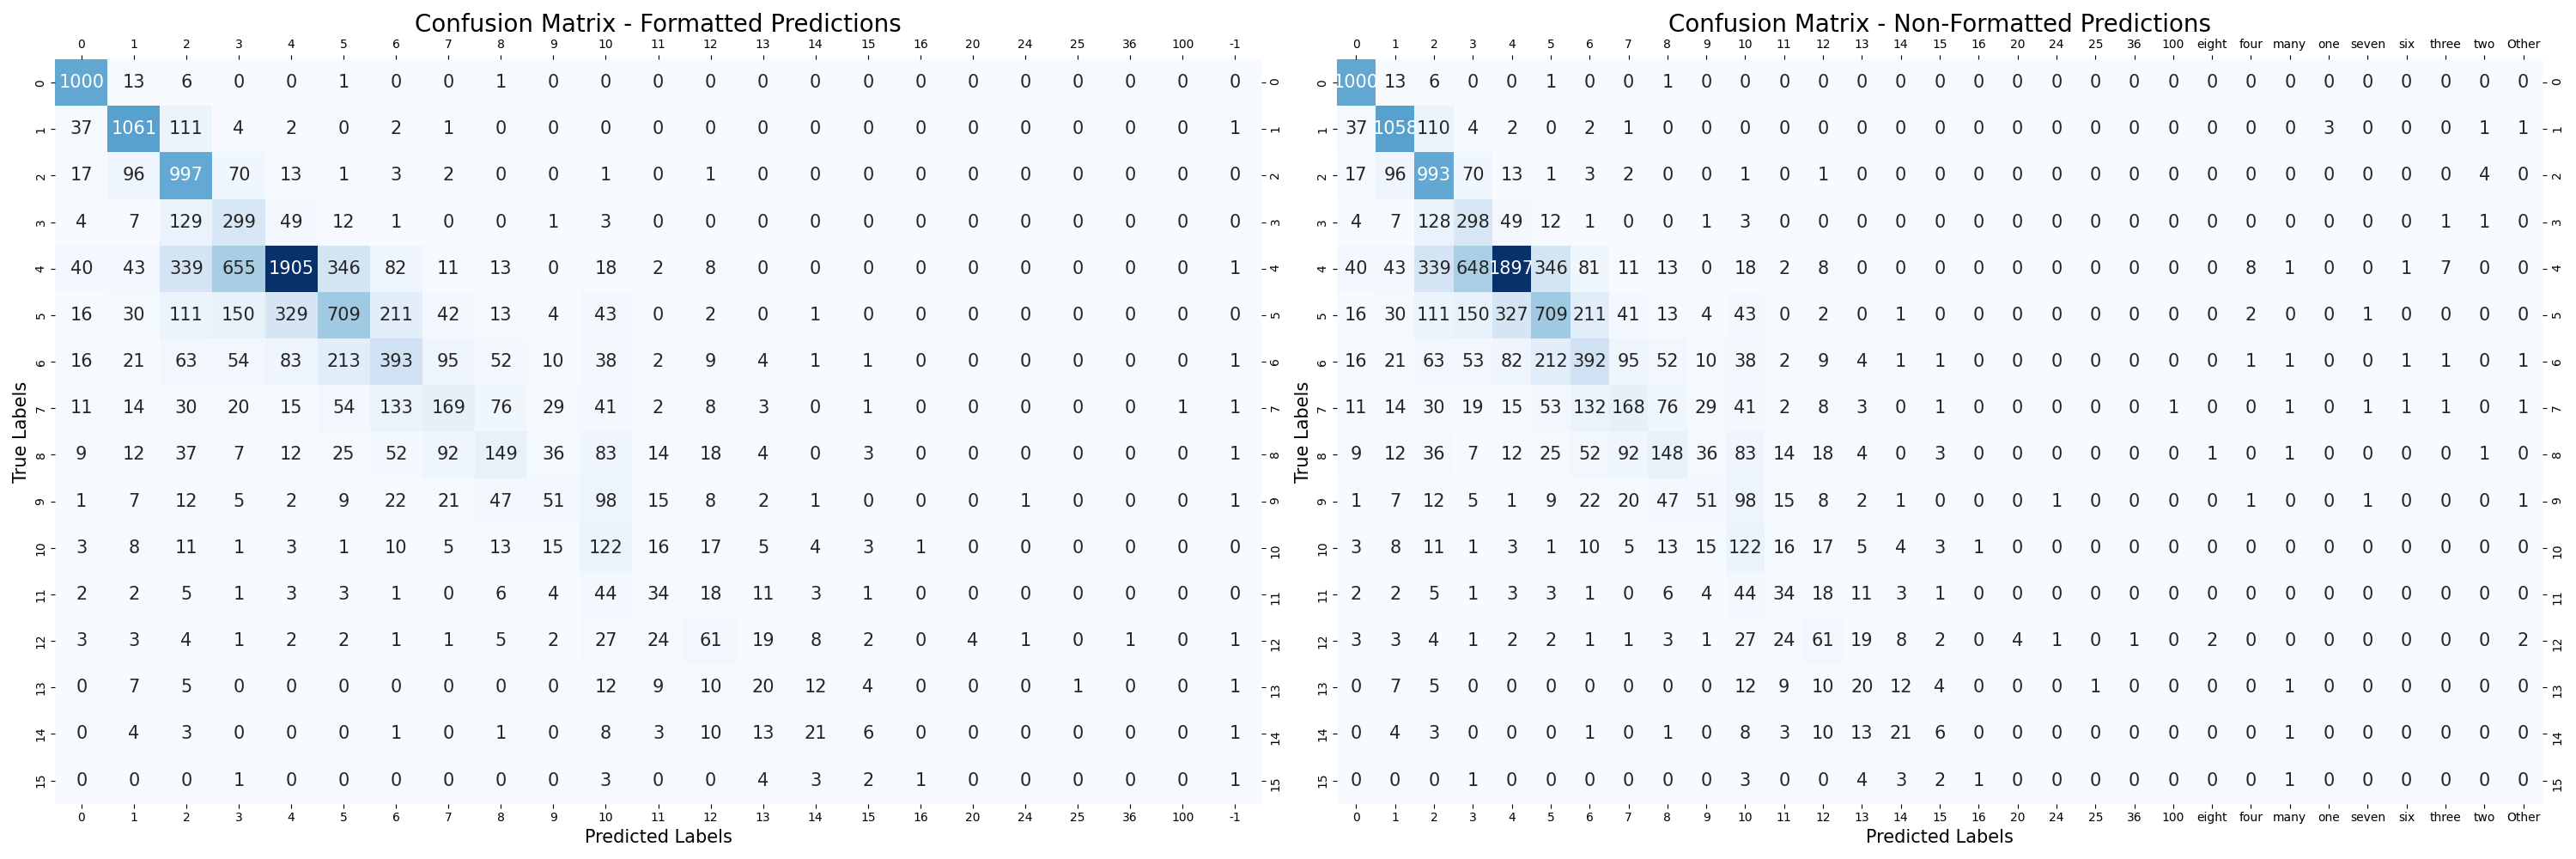 Confusion Matrix - Formatted Predictions
0 1 2 3 4 5 6 7 8 9 10 11 12 13 14 15 16 20 24 25 36 100 -1
0 1000 13 6 0 0 1 0 0 1 0 0 0 0 0 0 0 0 0 0 0 0 0 0 0
1 37 1061 111 4 2 0 2 1 0 0 0 0 0 0 0 0 0 0 0 0 0 0 1 1
2 17 96 997 70 13 1 3 2 0 0 1 0 1 0 0 0 0 0 0 0 0 0 0 2
3 4 7 129 299 49 12 1 0 0 1 3 0 0 0 0 0 0 0 0 0 0 0 0 3
4 40 43 339 655 1905 346 82 11 13 0 18 2 8 0 0 0 0 0 0 0 0 0 1 4
5 16 30 111 150 329 709 211 42 13 4 43 0 2 0 1 0 0 0 0 0 0 0 0 5
6 16 21 63 54 83 213 393 95 52 10 38 2 9 4 1 1 0 0 0 0 0 0 1 6
7 11 14 30 20 15 54 133 169 76 29 41 2 8 3 0 1 0 0 0 0 0 1 1 7
8 9 12 37 7 12 25 52 92 149 36 83 14 18 4 0 3 0 0 0 0 0 0 1 8
9 1 7 12 5 2 9 22 21 47 51 98 15 8 2 1 0 0 0 1 0 0 0 1 9
10 3 8 11 1 3 1 10 5 13 15 122 16 17 5 4 3 1 0 0 0 0 0 0 10
11 2 2 5 1 3 3 1 0 6 4 44 34 18 11 3 1 0 0 0 0 0 0 0 11
12 3 3 4 1 2 2 1 1 5 2 27 24 61 19 8 2 0 4 1 0 1 0 1 12
13 0 7 5 0 0 0 0 0 0 0 12 9 10 20 12 4 0 0 0 1 0 0 1 13
14 0 4 3 0 0 0 1 0 1 0 8 3 10 13 21 6 0 0 0 0 0 0 1 14
15 0 0 0 1 0 0 0 0 0 0 3 0 0 4 3 2 1 0 0 0 0 0 1 15
0 1 2 3 4 5 6 7 8 9 10 11 12 13 14 15 16 20 24 25 36 100 -1
True Labels
Predicted Labels
Confusion Matrix - Non-Formatted Predictions
0 1 2 3 4 5 6 7 8 9 10 11 12 13 14 15 16 20 24 25 36 100 eight four many one seven six three two Other
0 1000 13 6 0 0 1 0 0 1 0 0 0 0 0 0 0 0 0 0 0 0 0 0 0 0 0 0 0 0 0 0 0
1 37 1058 110 4 2 0 2 1 0 0 0 0 0 0 0 0 0 0 0 0 0 0 0 0 0 3 0 0 0 1 1 1
2 17 96 993 70 13 1 3 2 0 0 1 0 1 0 0 0 0 0 0 0 0 0 0 0 0 0 0 0 0 4 0 2
3 4 7 128 298 49 12 1 0 0 1 3 0 0 0 0 0 0 0 0 0 0 0 0 0 0 0 0 0 1 1 0 3
4 40 43 339 648 1897 346 81 11 13 0 18 2 8 0 0 0 0 0 0 0 0 0 0 8 1 0 0 1 7 0 0 4
5 16 30 111 150 327 709 211 41 13 4 43 0 2 0 1 0 0 0 0 0 0 0 0 2 0 0 1 0 0 0 0 5
6 16 21 63 53 82 212 392 95 52 10 38 2 9 4 1 1 0 0 0 0 0 0 0 1 1 0 0 1 1 0 1 6
7 11 14 30 19 15 53 132 168 76 29 41 2 8 3 0 1 0 0 0 0 0 1 0 0 1 0 1 1 1 0 1 7
8 9 12 36 7 12 25 52 92 148 36 83 14 18 4 0 3 0 0 0 0 0 0 1 0 1 0 0 0 0 1 0 8
9 1 7 12 5 1 9 22 20 47 51 98 15 8 2 1 0 0 0 1 0 0 0 0 1 0 0 1 0 0 0 1 9
10 3 8 11 1 3 1 10 5 13 15 122 16 17 5 4 3 1 0 0 0 0 0 0 0 0 0 0 0 0 0 0 10
11 2 2 5 1 3 3 1 0 6 4 44 34 18 11 3 1 0 0 0 0 0 0 0 0 0 0 0 0 0 0 0 11
12 3 3 4 1 2 2 1 1 3 1 27 24 61 19 8 2 0 4 1 0 1 0 2 0 0 0 0 0 0 0 2 12
13 0 7 5 0 0 0 0 0 0 0 12 9 10 20 12 4 0 0 0 1 0 0 0 0 1 0 0 0 0 0 0 13
14 0 4 3 0 0 0 1 0 1 0 8 3 10 13 21 6 0 0 0 0 0 0 0 0 1 0 0 0 0 0 0 14
15 0 0 0 1 0 0 0 0 0 0 3 0 0 4 3 2 1 0 0 0 0 0 0 0 1 0 0 0 0 0 0 15
0 1 2 3 4 5 6 7 8 9 10 11 12 13 14 15 16 20 24 25 36 100 eight four many one seven six three two Other
True Labels
Predicted Labels